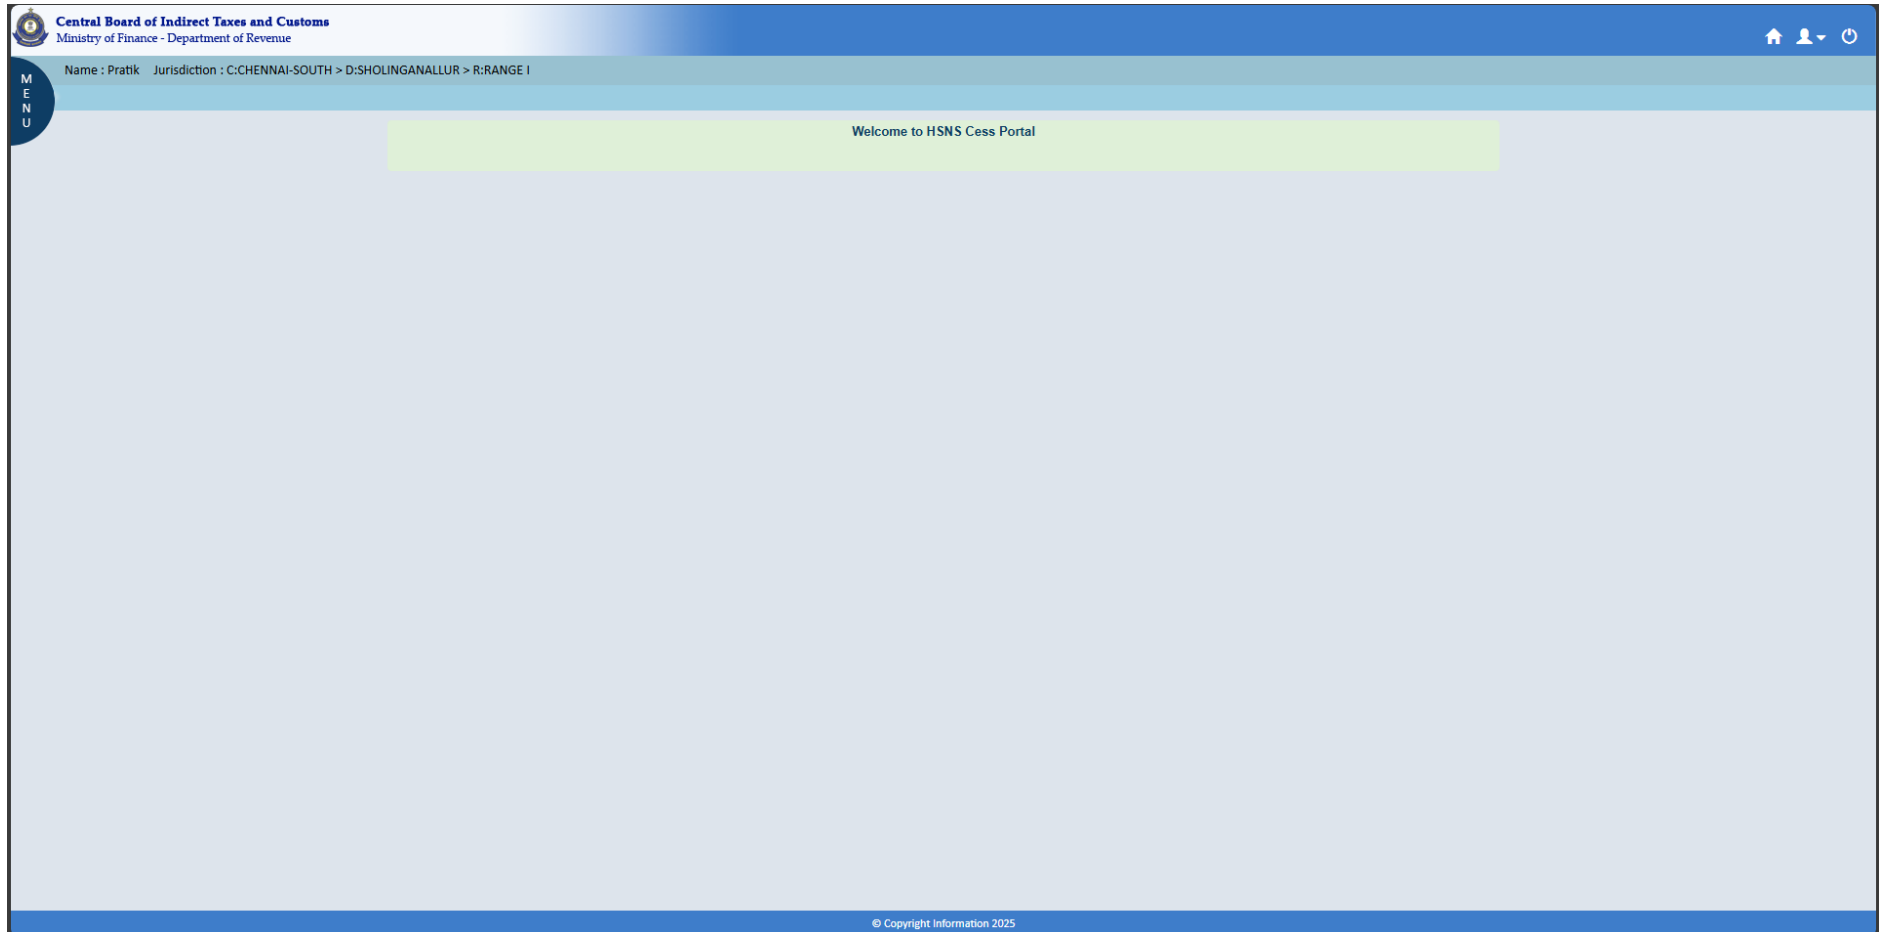 Central Board of Indirect Taxes and Customs
Ministry of Finance - Department of Revenue
Name : Pratik Jurisdiction : C:CHENNAI-SOUTH > D:SHOLINGANALLUR > R:RANGE I
MENU
Welcome to HSNS Cess Portal
© Copyright Information 2025